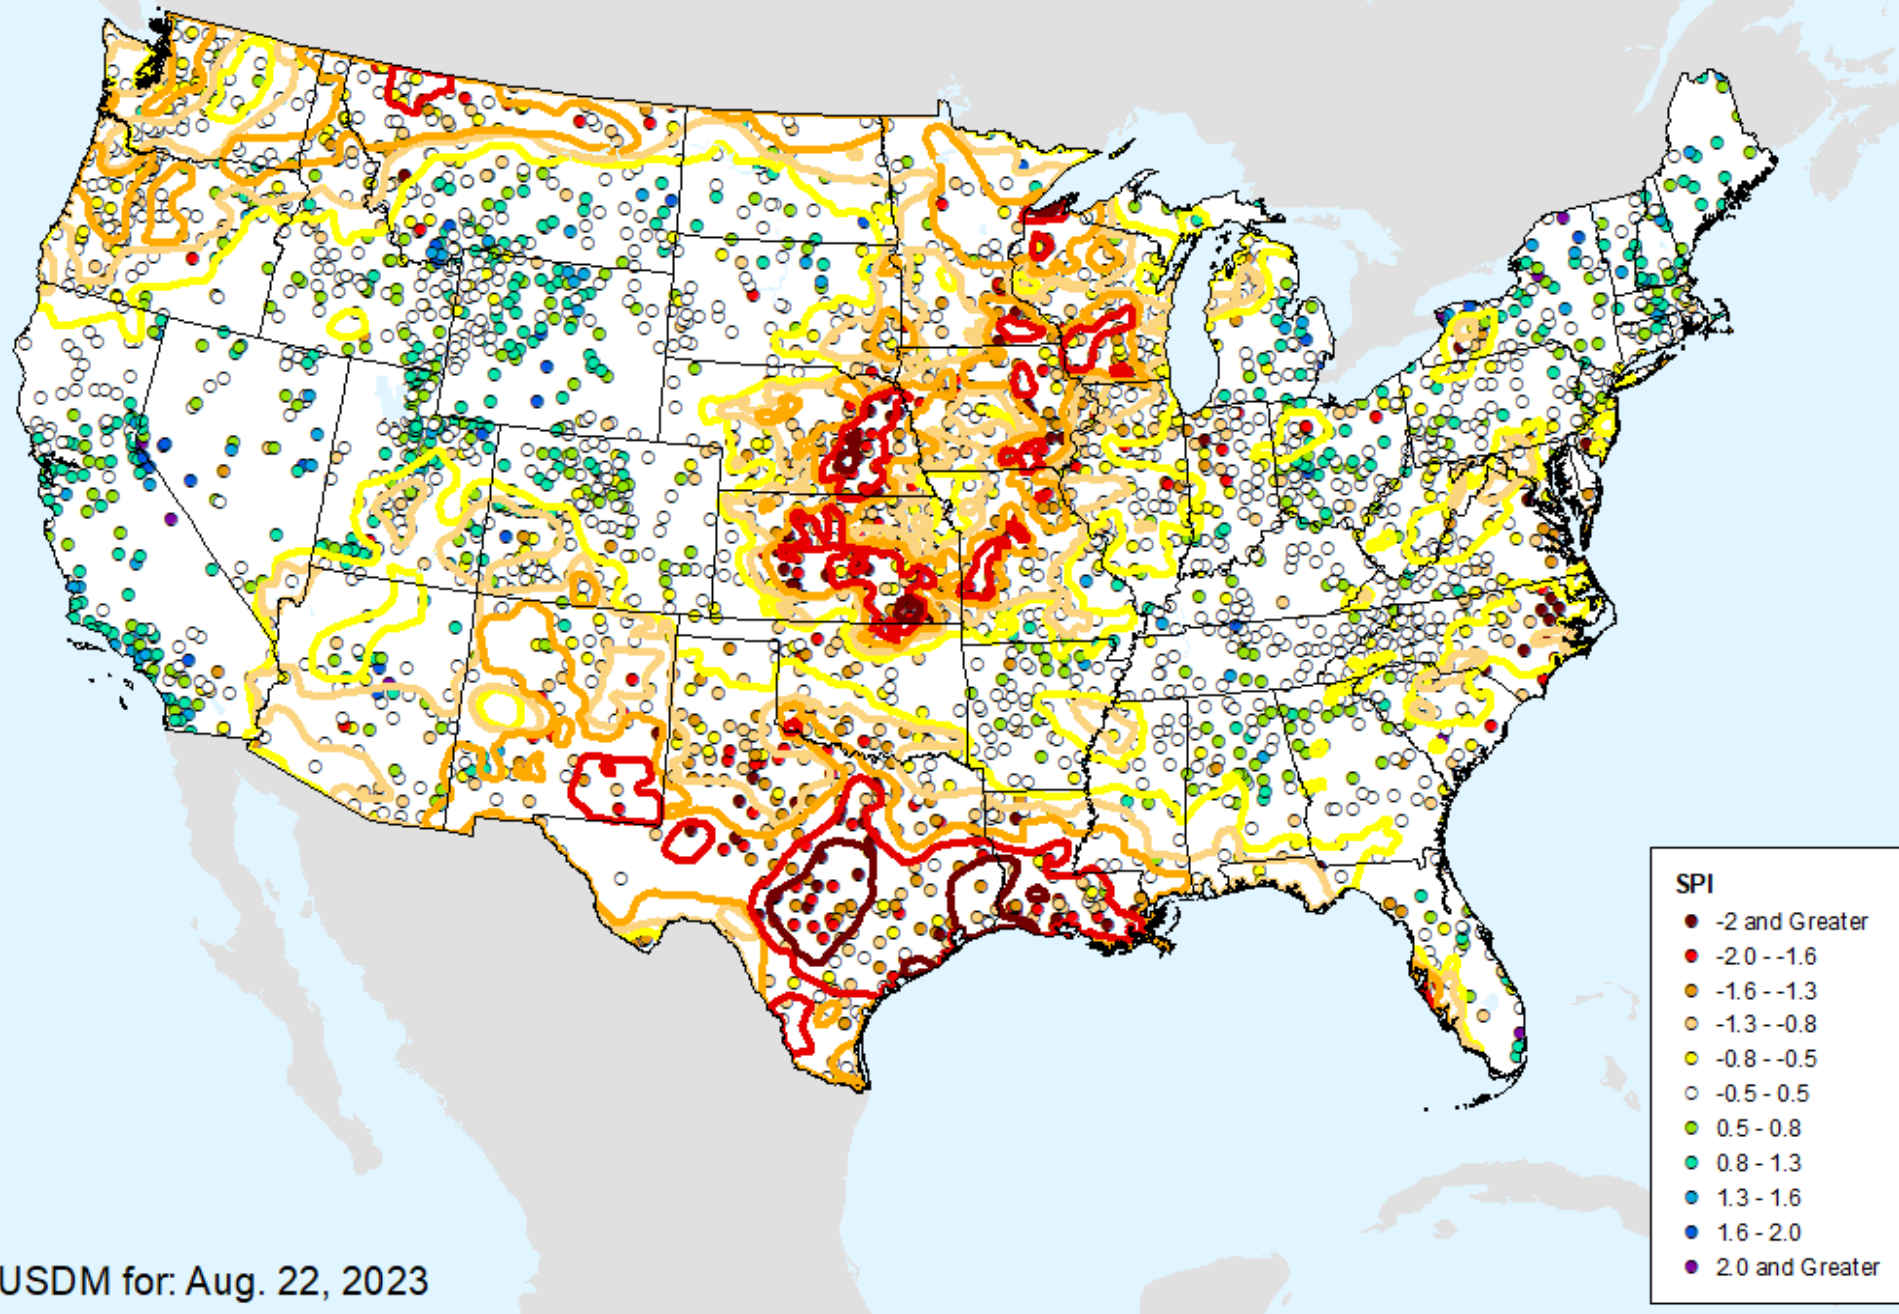 SPI
-2 and Greater
-2.0 - -1.6
-1.6 - -1.3
-1.3 - -0.8
-0.8 - -0.5
-0.5 - 0.5
0.5 - 0.8
0.8 - 1.3
1.3 - 1.6
1.6 - 2.0
2.0 and Greater
USDM for: Aug. 22, 2023